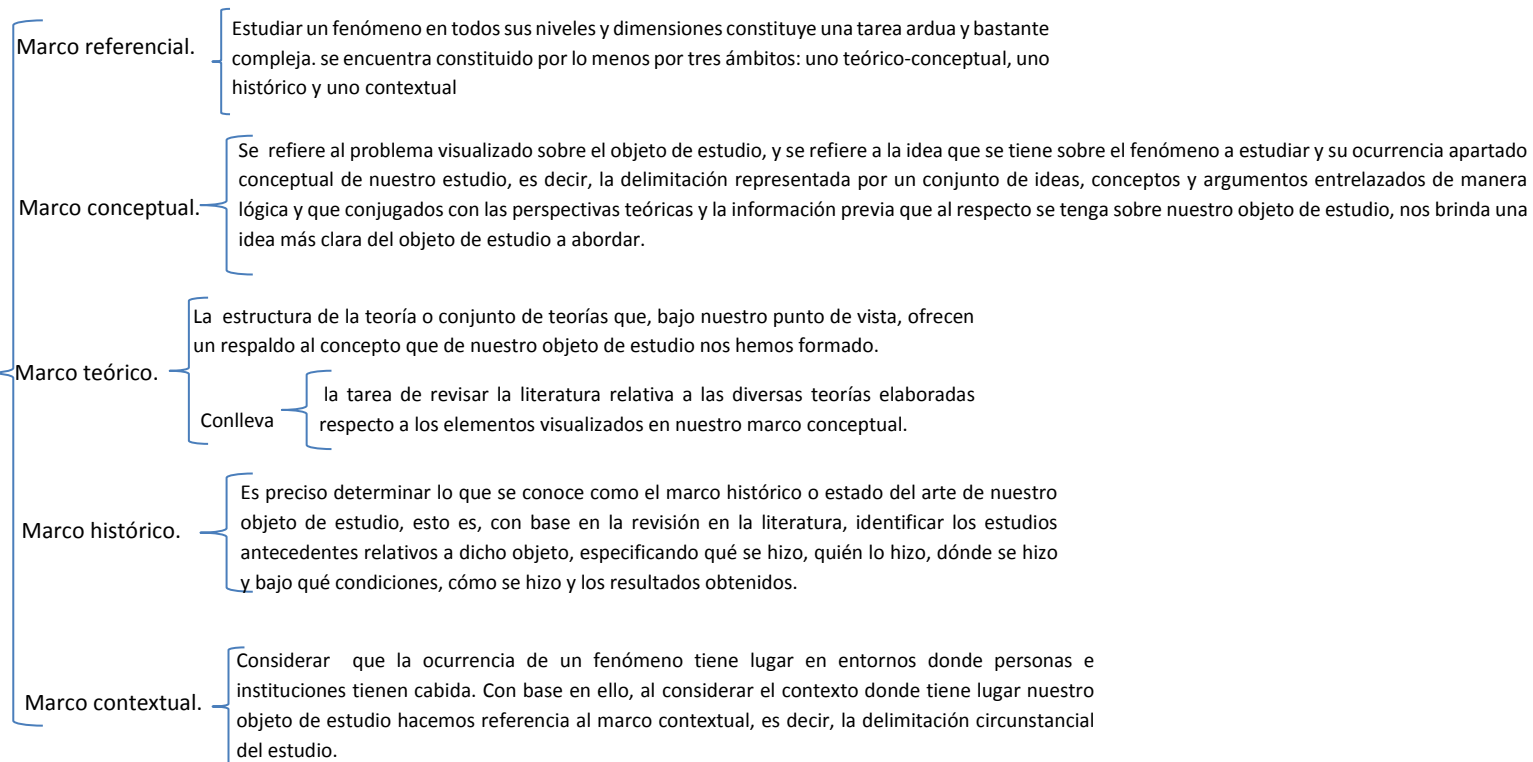 Marco referencial.
Estudiar un fenómeno en todos sus niveles y dimensiones constituye una tarea ardua y bastante
compleja. se encuentra constituido por lo menos por tres ámbitos: uno teórico-conceptual, uno
histórico y uno contextual
Marco conceptual.
Se refiere al problema visualizado sobre el objeto de estudio, y se refiere a la idea que se tiene sobre el fenómeno a estudiar y su ocurrencia apartado
conceptual de nuestro estudio, es decir, la delimitación representada por un conjunto de ideas, conceptos y argumentos entrelazados de manera
lógica y que conjugados con las perspectivas teóricas y la información previa que al respecto se tenga sobre nuestro objeto de estudio, nos brinda una
idea más clara del objeto de estudio a abordar.
Marco teórico.
La estructura de la teoría o conjunto de teorías que, bajo nuestro punto de vista, ofrecen
un respaldo al concepto que de nuestro objeto de estudio nos hemos formado.
Conlleva
la tarea de revisar la literatura relativa a las diversas teorías elaboradas
respecto a los elementos visualizados en nuestro marco conceptual.
Marco histórico.
Es preciso determinar lo que se conoce como el marco histórico o estado del arte de nuestro
objeto de estudio, esto es, con base en la revisión en la literatura, identificar los estudios
antecedentes relativos a dicho objeto, especificando qué se hizo, quién lo hizo, dónde se hizo
y bajo qué condiciones, cómo se hizo y los resultados obtenidos.
Marco contextual.
Considerar que la ocurrencia de un fenómeno tiene lugar en entornos donde personas e
instituciones tienen cabida. Con base en ello, al considerar el contexto donde tiene lugar nuestro
objeto de estudio hacemos referencia al marco contextual, es decir, la delimitación circunstancial
del estudio.